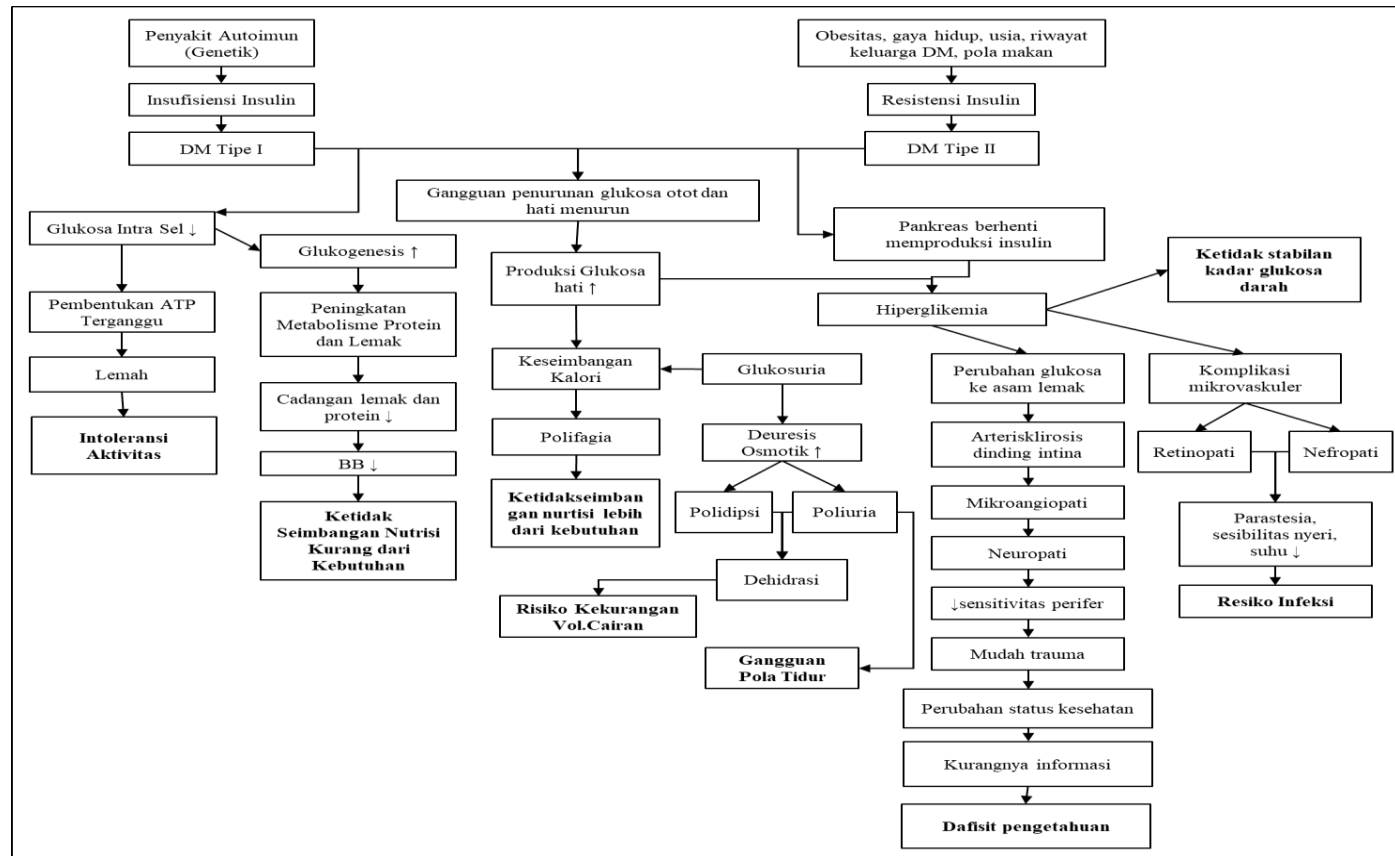 Penyakit Autoimun
(Genetik)
Obesitas, gaya hidup, usia, riwayat
keluarga DM, pola makan
Insufisiensi Insulin
Resistensi Insulin
DM Tipe I
DM Tipe II
Gangguan penurunan glukosa otot dan
hati menurun
Glukosa Intra Sel ↓
Glukogenesis ↑
Pankreas berhenti
memproduksi insulin
Produksi Glukosa
hati ↑
Ketidak stabilan
kadar glukosa
darah
Pembentukan ATP
Terganggu
Peningkatan
Metabolisme Protein
dan Lemak
Hiperglikemia
Lemah
Keseimbangan
Kalori
Glukosuria
Perubahan glukosa
ke asam lemak
Komplikasi
mikrovaskuler
Cadangan lemak dan
protein ↓
Intoleransi
Aktivitas
Polifagia
Deuresis
Osmotik ↑
Arterisklirosis
dinding intina
Retinopati
Nefropati
BB ↓
Ketidakseimban
gan nurtisi lebih
dari kebutuhan
Polidipsi
Poliuria
Mikroangiopati
Ketidak
Seimbangan Nutrisi
Kurang dari
Kebutuhan
Parastesia,
sesibilitas nyeri,
suhu ↓
Neuropati
Dehidrasi
Risiko Kekurangan
Vol.Cairan
↓sensitivitas perifer
Resiko Infeksi
Gangguan
Pola Tidur
Mudah trauma
Perubahan status kesehatan
Kurangnya informasi
Dafisit pengetahuan